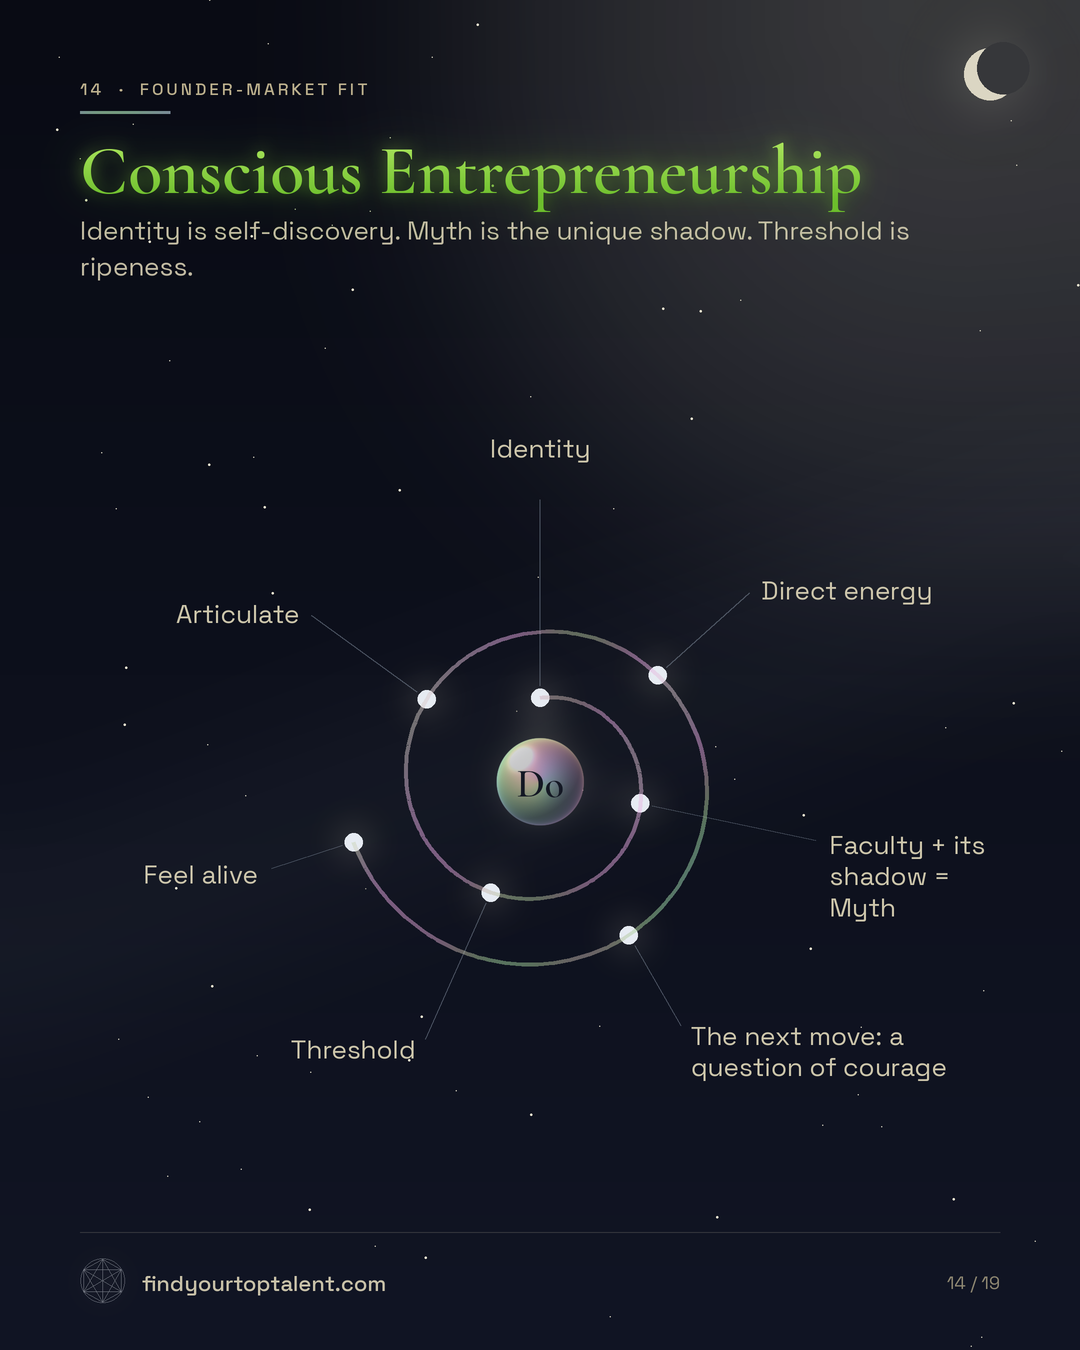 14 · FOUNDER-MARKET FIT
Conscious Entrepreneurship
Identity is self-discovery. Myth is the unique shadow. Threshold is
ripeness.
Identity
Direct energy
Articulate
Do
Faculty + its
shadow =
Myth
Feel alive
The next move: a
question of courage
Threshold
findyourtoptalent.com
14 / 19